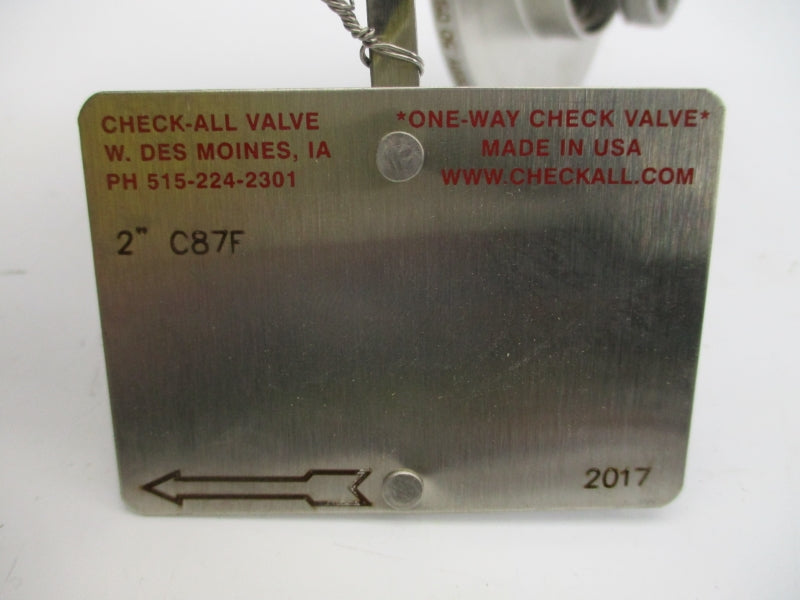 CHECK-ALL VALVE
W. DES MOINES, IA
PH 515-224-2301
*ONE-WAY CHECK VALVE*
MADE IN USA
WWW.CHECKALL.COM
2" C87F
2017